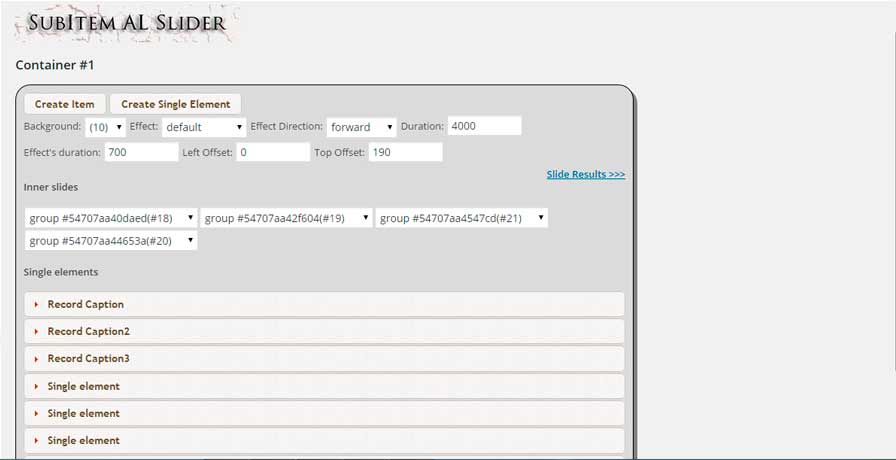 SubItem AL Slider
Container #1
Create Item Create Single Element
Background: (10) Effect: default Effect Direction: forward Duration: 4000
Effect's duration: 700 Left Offset: 0 Top Offset: 190
Slide Results >>>
Inner slides
group #54707aa40daed(#18) group #54707aa42f604(#19) group #54707aa4547cd(#21)
group #54707aa44653a(#20)
Single elements
Record Caption
Record Caption2
Record Caption3
Single element
Single element
Single element